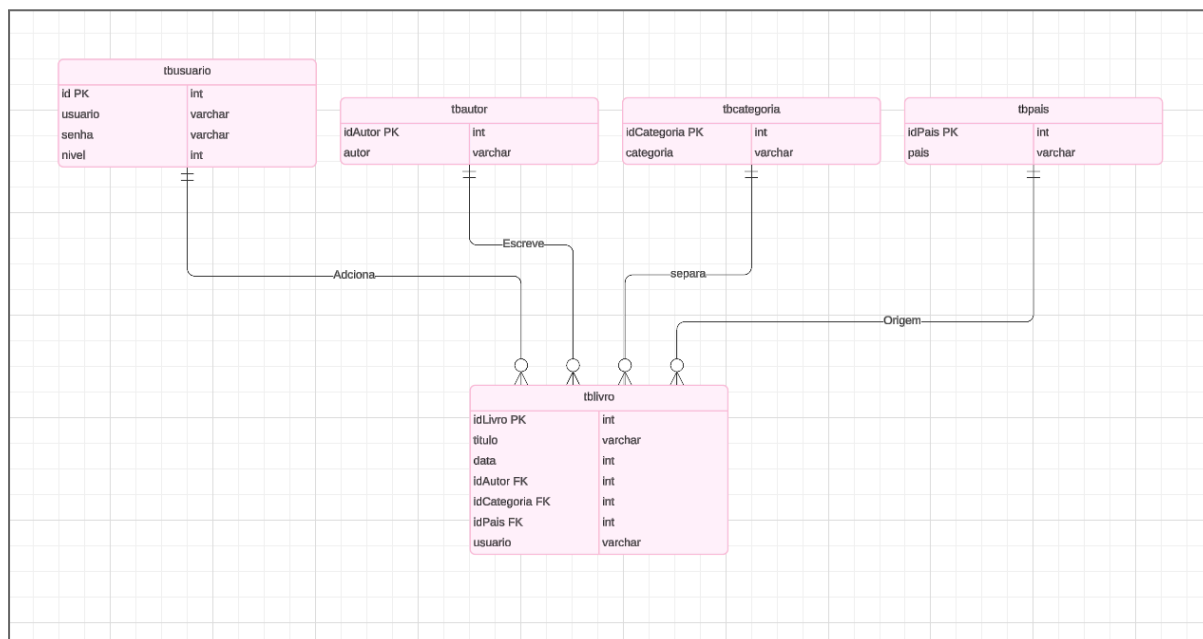 tbusuario
id PK int
usuario varchar
senha varchar
nivel int
tbautor
idAutor PK int
autor varchar
tbcategoria
idCategoria PK int
categoria varchar
tbpais
idPais PK int
pais varchar
Escreve
Adciona
separa
Origem
tblivro
idLivro PK int
titulo varchar
data int
idAutor FK int
idCategoria FK int
idPais FK int
usuario varchar